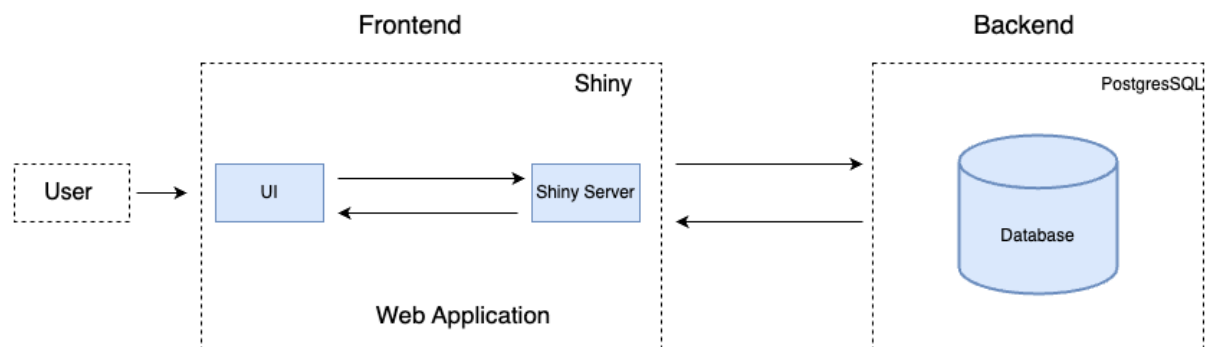 Frontend
Backend
Shiny
PostgresSQL
User
UI
Shiny Server
Database
Web Application